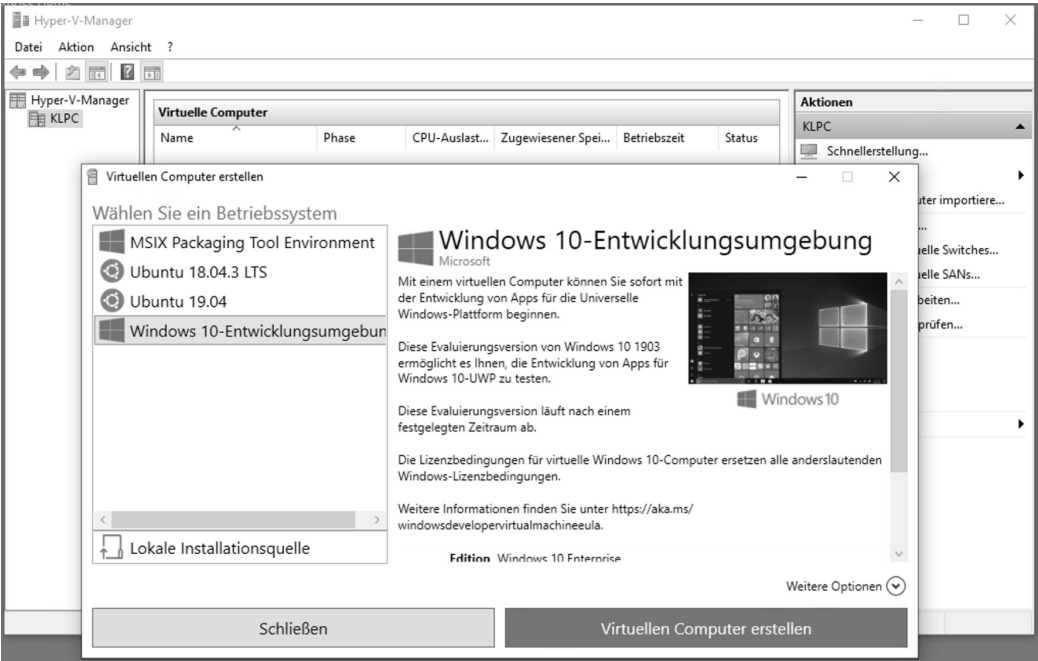 Hyper-V-Manager
Datei Aktion Ansicht ?
Hyper-V-Manager
KLPC
Virtuelle Computer
Name Phase CPU-Auslast... Zugewiesener Spei... Betriebszeit Status
Aktionen
KLPC
Schnellerstellung...
importiere...
...
Switches...
SANs...
Virtuellen Computer erstellen
Wählen Sie ein Betriebssystem
MSIX Packaging Tool Environment
Ubuntu 18.04.3 LTS
Ubuntu 19.04
Windows 10-Entwicklungsumgebun
Lokale Installationsquelle
Windows 10-Entwicklungsumgebung
Microsoft
Mit einem virtuellen Computer können Sie sofort mit
der Entwicklung von Apps für die Universelle
Windows-Plattform beginnen.
Diese Evaluierungsversion von Windows 10 1903
ermöglicht es Ihnen, die Entwicklung von Apps für
Windows 10-UWP zu testen.
Diese Evaluierungsversion läuft nach einem
festgelegten Zeitraum ab.
Die Lizenzbedingungen für virtuelle Windows 10-Computer ersetzen alle anderslautenden
Windows-Lizenzbedingungen.
Weitere Informationen finden Sie unter https://aka.ms/
windowsdevelopervirtualmachineeula.
Edition Windows 10 Enterprise
Windows 10
Weitere Optionen
Schließen
Virtuellen Computer erstellen